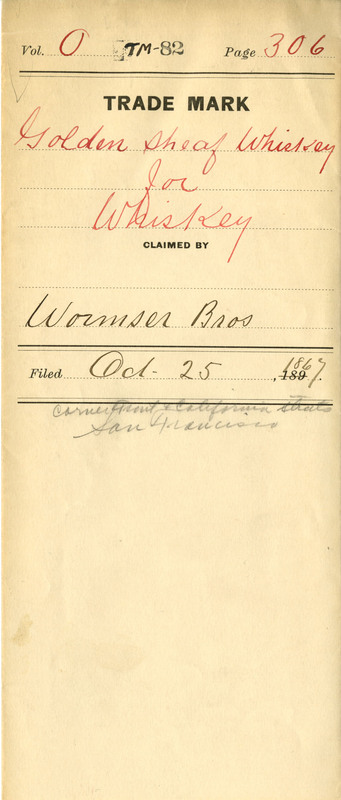 Vol. O TM-82 Page 306
TRADE MARK
Golden Sheaf Whiskey
for
Whiskey
CLAIMED BY
Wormser Bros
Filed Oct. 25, 189 1867.
corner Front & California Streets
San Francisco